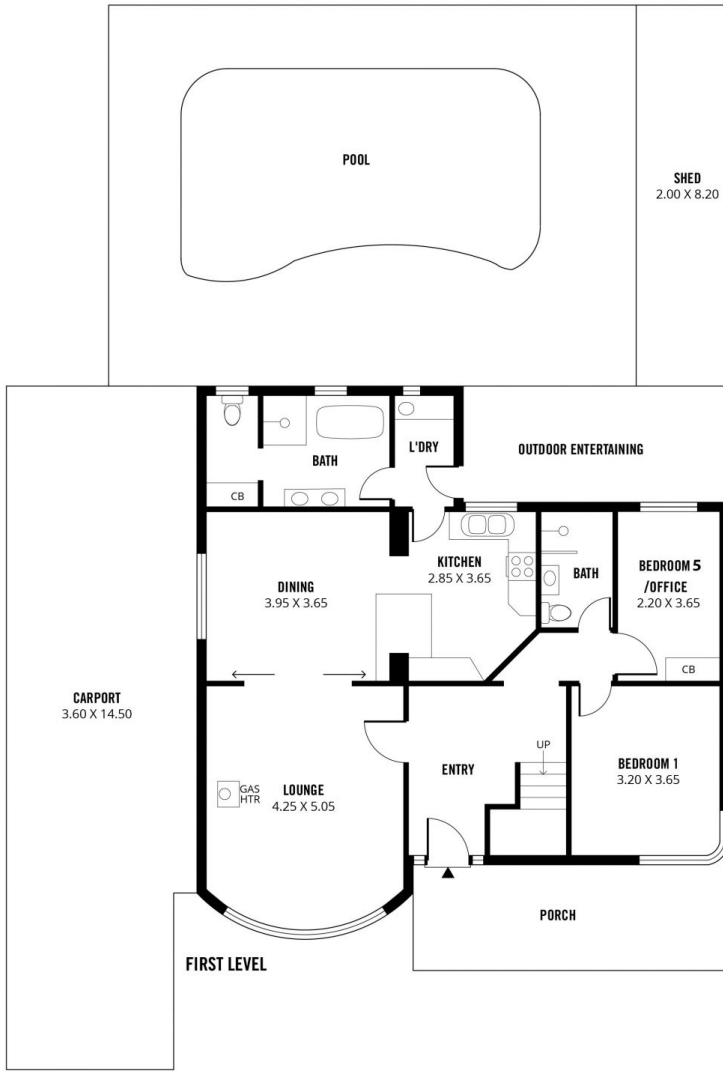 POOL
SHED
2.00 X 8.20
BATH
L'DRY
OUTDOOR ENTERTAINING
CB
KITCHEN
2.85 X 3.65
DINING
3.95 X 3.65
BATH
BEDROOM 5
/OFFICE
2.20 X 3.65
CB
CARPORT
3.60 X 14.50
UP
LOUNGE
4.25 X 5.05
GAS
HTR
ENTRY
BEDROOM 1
3.20 X 3.65
PORCH
FIRST LEVEL